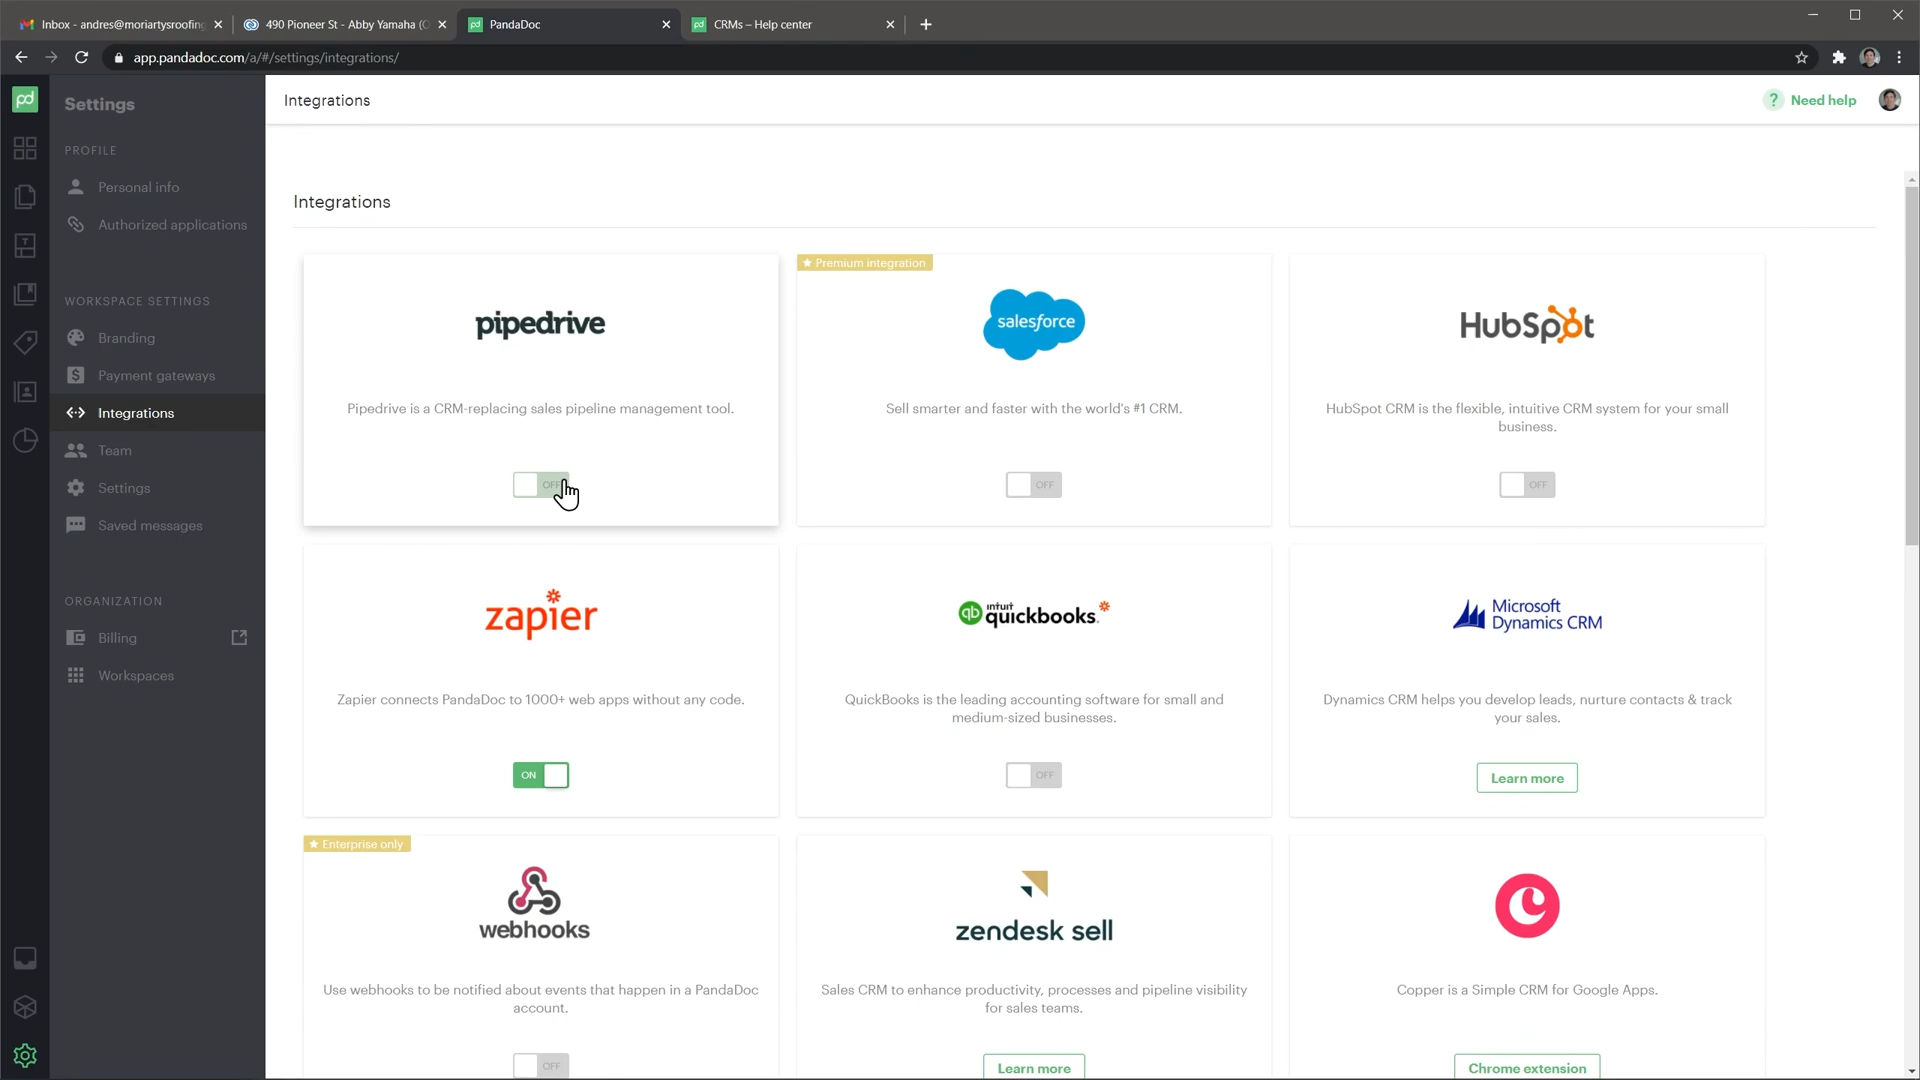 Inbox - andres@moriartysroofing
490 Pioneer St - Abby Yamaha (O
PandaDoc
CRMs – Help center
app.pandadoc.com/a/#/settings/integrations/
pd
Settings
Integrations
Need help
PROFILE
Personal info
Authorized applications
WORKSPACE SETTINGS
Branding
Payment gateways
Integrations
Team
Settings
Saved messages
ORGANIZATION
Billing
Workspaces
Integrations
pipedrive
Pipedrive is a CRM-replacing sales pipeline management tool.
OFF
Premium integration
salesforce
Sell smarter and faster with the world's #1 CRM.
OFF
HubSpot
HubSpot CRM is the flexible, intuitive CRM system for your small
business.
OFF
zapier
Zapier connects PandaDoc to 1000+ web apps without any code.
ON
qb intuit quickbooks.
QuickBooks is the leading accounting software for small and
medium-sized businesses.
OFF
Microsoft
Dynamics CRM
Dynamics CRM helps you develop leads, nurture contacts & track
your sales.
Learn more
Enterprise only
webhooks
Use webhooks to be notified about events that happen in a PandaDoc
account.
OFF
zendesk sell
Sales CRM to enhance productivity, processes and pipeline visibility
for sales teams.
Learn more
Copper is a Simple CRM for Google Apps.
Chrome extension